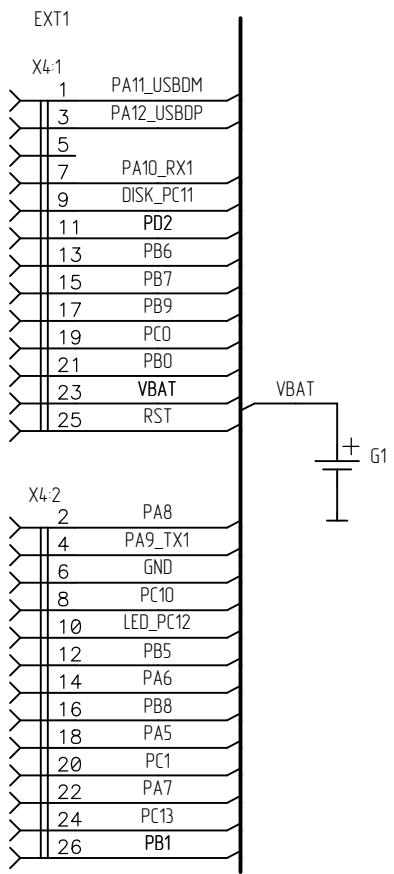 EXT1
X4:1
1 PA11_USBDM
3 PA12_USBDP
5
7 PA10_RX1
9 DISK_PC11
11 PD2
13 PB6
15 PB7
17 PB9
19 PC0
21 PB0
23 VBAT VBAT
25 RST
+ G1
X4:2
2 PA8
4 PA9_TX1
6 GND
8 PC10
10 LED_PC12
12 PB5
14 PA6
16 PB8
18 PA5
20 PC1
22 PA7
24 PC13
26 PB1